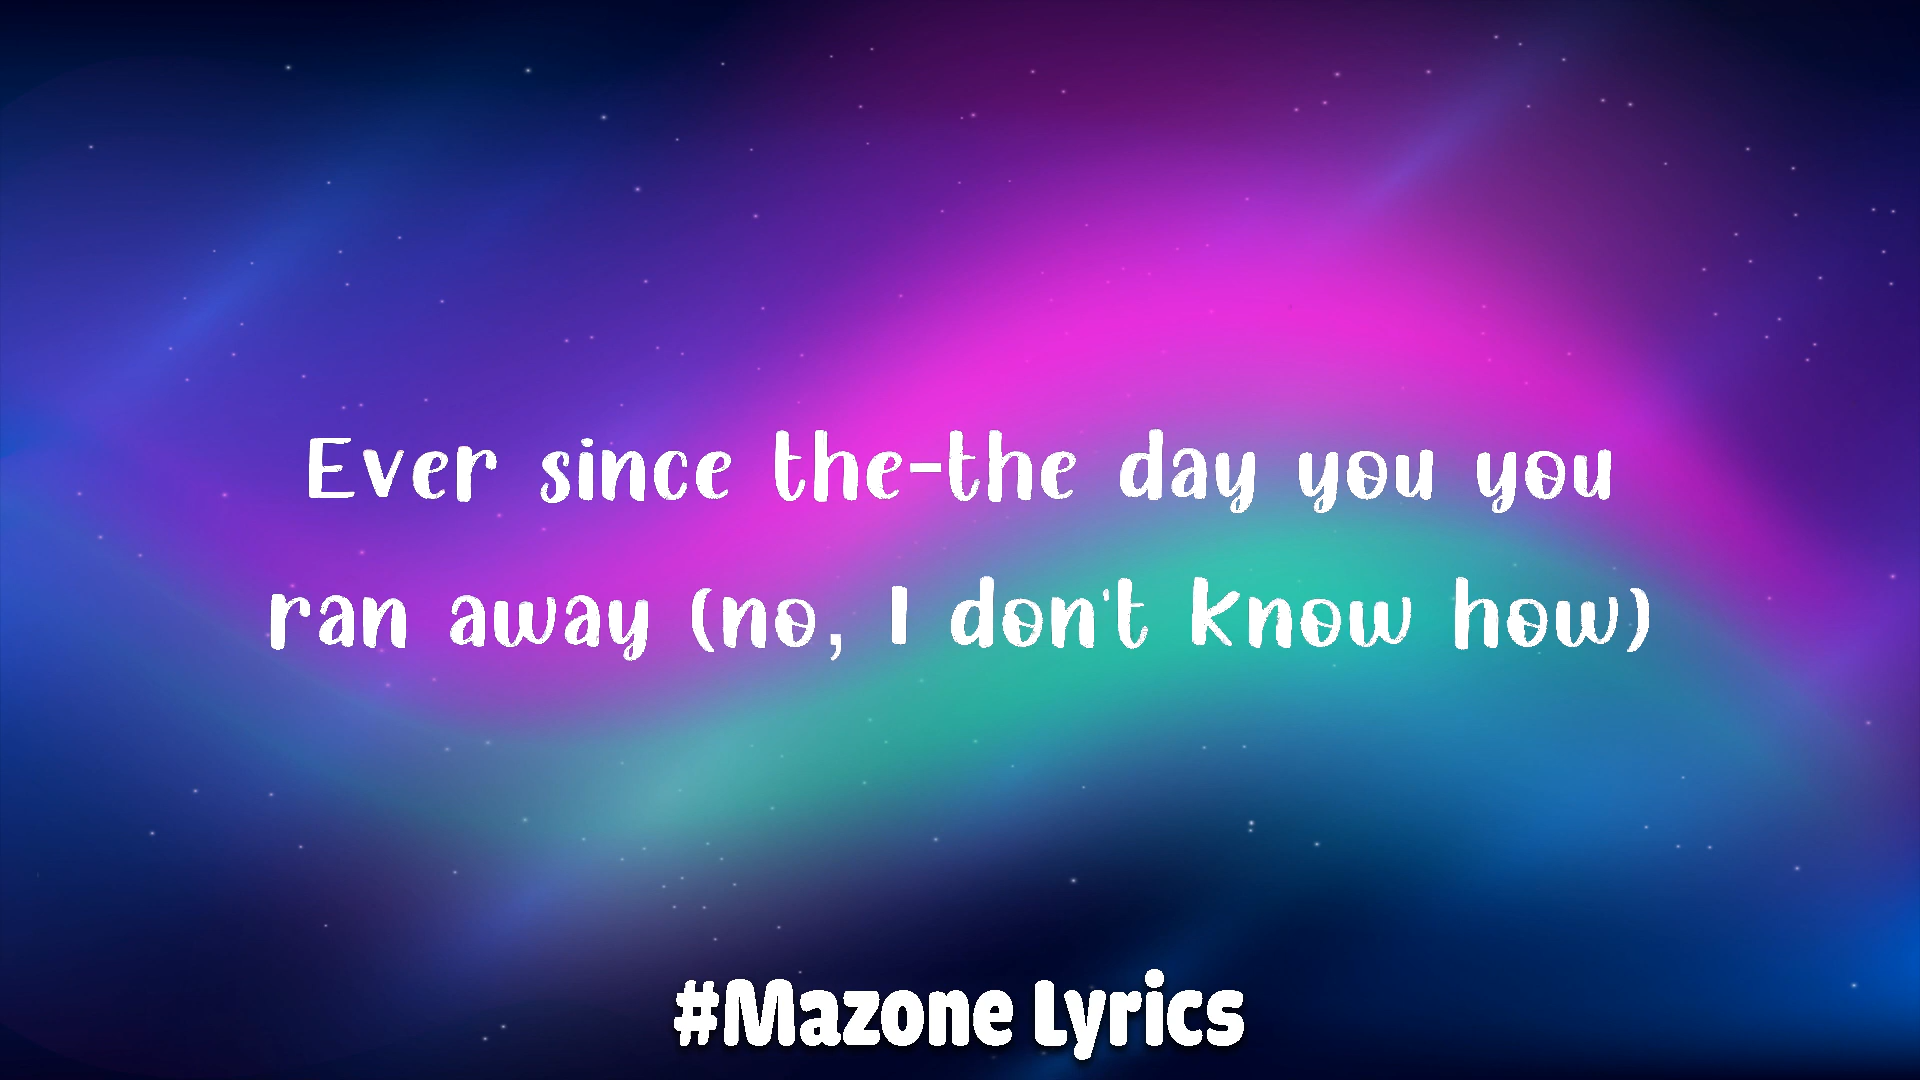 Ever since the-the day you you
ran away (no, I don't know how)
#Mazone Lyrics